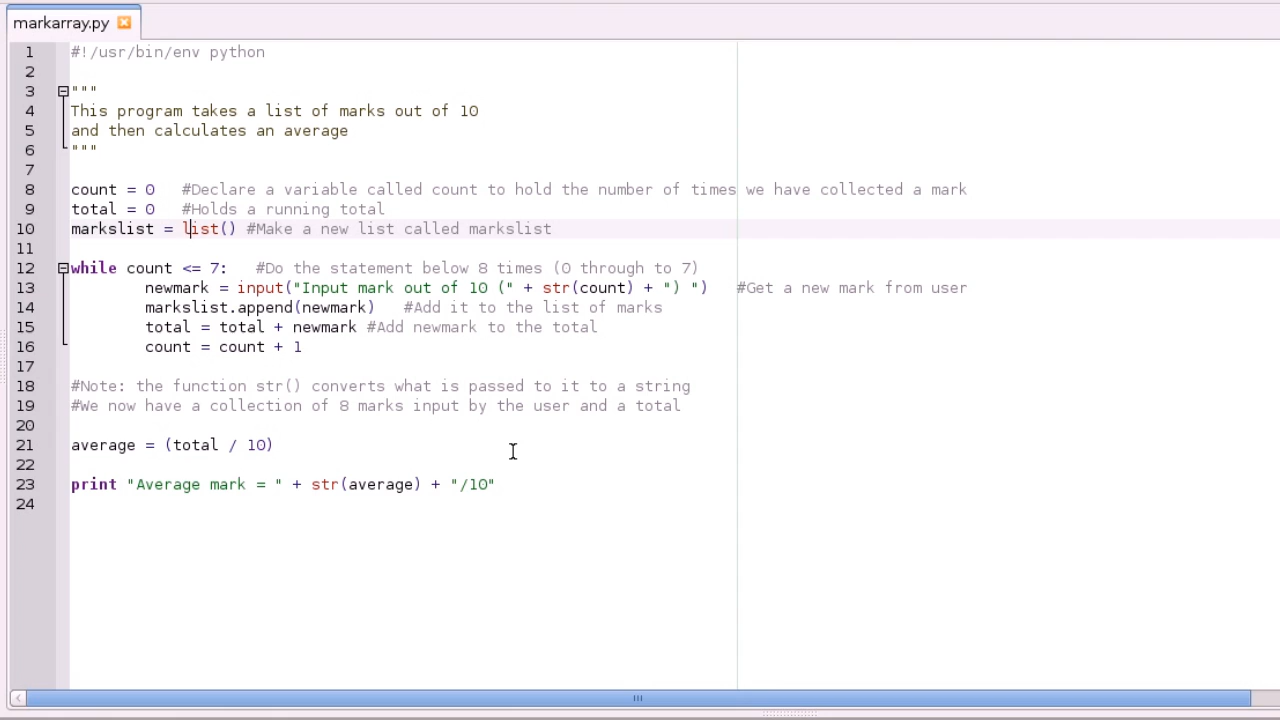 markarray.py
1 #!/usr/bin/env python
2
3 """
4 This program takes a list of marks out of 10
5 and then calculates an average
6 """
7
8 count = 0   #Declare a variable called count to hold the number of times we have collected a mark
9 total = 0   #Holds a running total
10 markslist = list() #Make a new list called markslist
11
12 while count <= 7:   #Do the statement below 8 times (0 through to 7)
13         newmark = input("Input mark out of 10 (" + str(count) + ") ")   #Get a new mark from user
14         markslist.append(newmark)   #Add it to the list of marks
15         total = total + newmark #Add newmark to the total
16         count = count + 1
17
18 #Note: the function str() converts what is passed to it to a string
19 #We now have a collection of 8 marks input by the user and a total
20
21 average = (total / 10)
22
23 print "Average mark = " + str(average) + "/10"
24